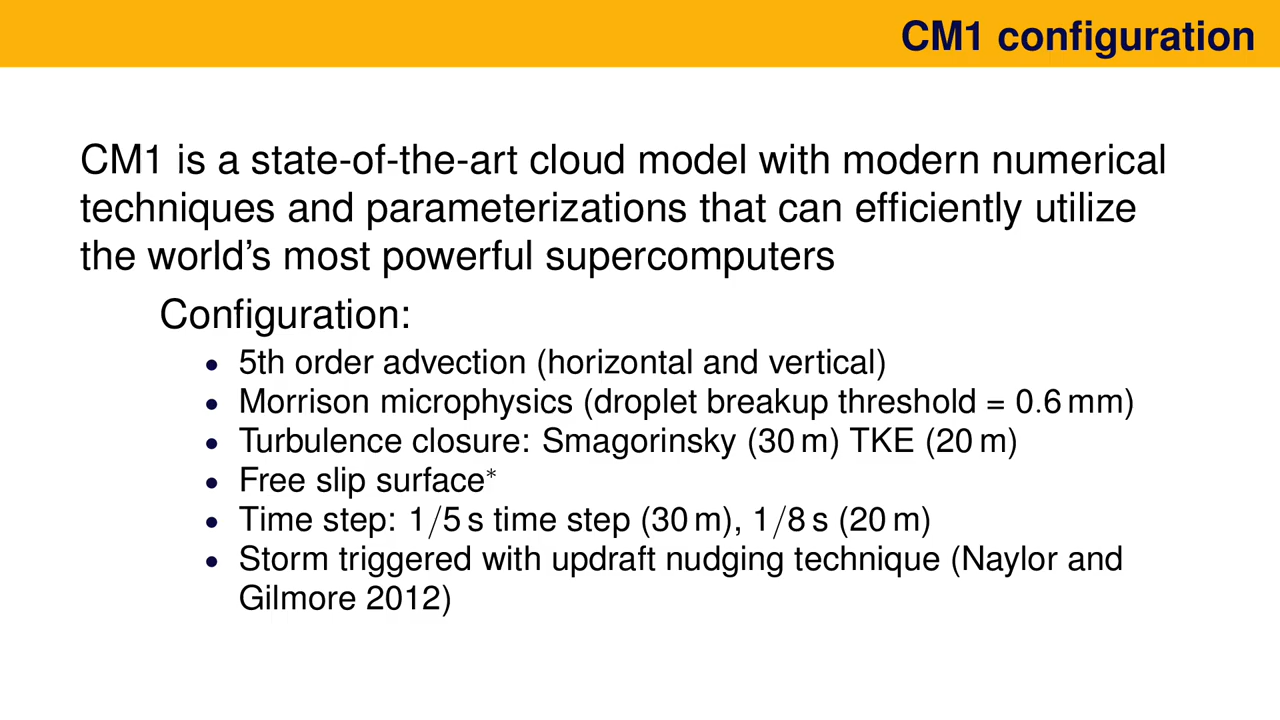 CM1 configuration
CM1 is a state-of-the-art cloud model with modern numerical
techniques and parameterizations that can efficiently utilize
the world's most powerful supercomputers
Configuration:
• 5th order advection (horizontal and vertical)
• Morrison microphysics (droplet breakup threshold = 0.6 mm)
• Turbulence closure: Smagorinsky (30 m) TKE (20 m)
• Free slip surface*
• Time step: 1/5 s time step (30 m), 1/8 s (20 m)
• Storm triggered with updraft nudging technique (Naylor and
Gilmore 2012)